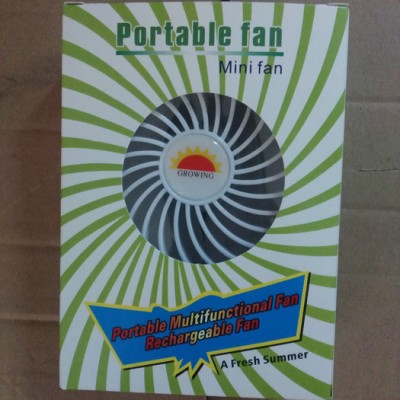 Portable fan
Mini fan
GROWING
Portable Multifunctional Fan
Rechargeable Fan
A Fresh Summer